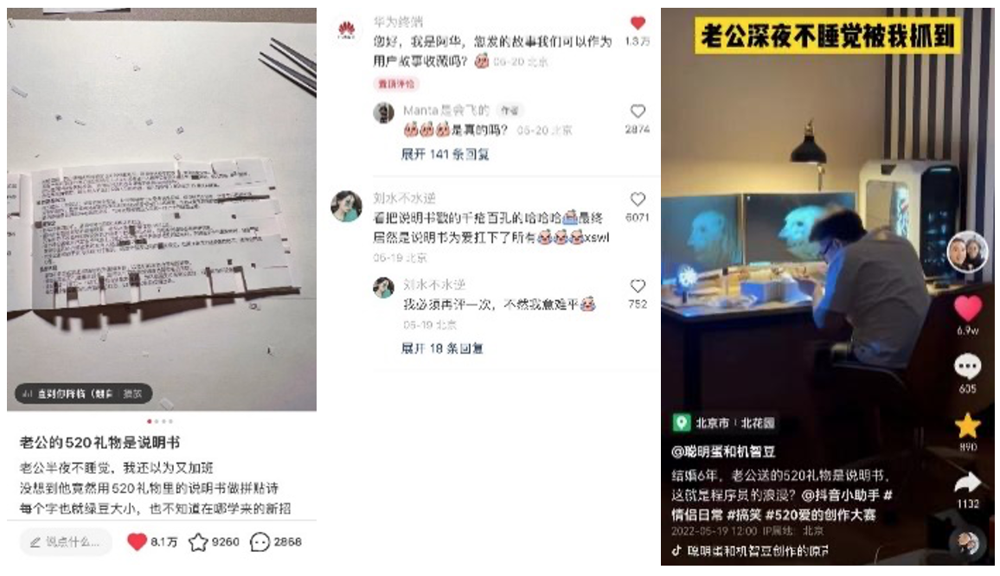 直到你降临（翻自 | 播放
老公的520礼物是说明书
老公半夜不睡觉，我还以为又加班
没想到他竟然用520礼物里的说明书做拼贴诗
每个字也就绿豆大小，也不知道在哪学来的新招
说点什么...
8.1万
9260
2868
华为终端
您好，我是阿华，您发的故事我们可以作为
用户故事收藏吗？ 05-20 北京
1.3万
置顶评论
Manta是会飞的 作者
是真的吗？ 05-20 北京
2874
展开 141 条回复
刘水不水逆
看把说明书戳的千疮百孔的哈哈哈最终
居然是说明书为爱扛下了所有xswl
6071
05-19 北京
刘水不水逆
我必须再评一次，不然我意难平
752
05-19 北京
展开 18 条回复
老公深夜不睡觉被我抓到
6.9w
605
890
1132
北京市 | 北花园
@聪明蛋和机智豆
结婚6年，老公送的520礼物是说明书，
这就是程序员的浪漫？@抖音小助手 #
情侣日常 #搞笑 #520爱的创作大赛
2022-05-19 12:00 IP属地：北京
聪明蛋和机智豆创作的原声